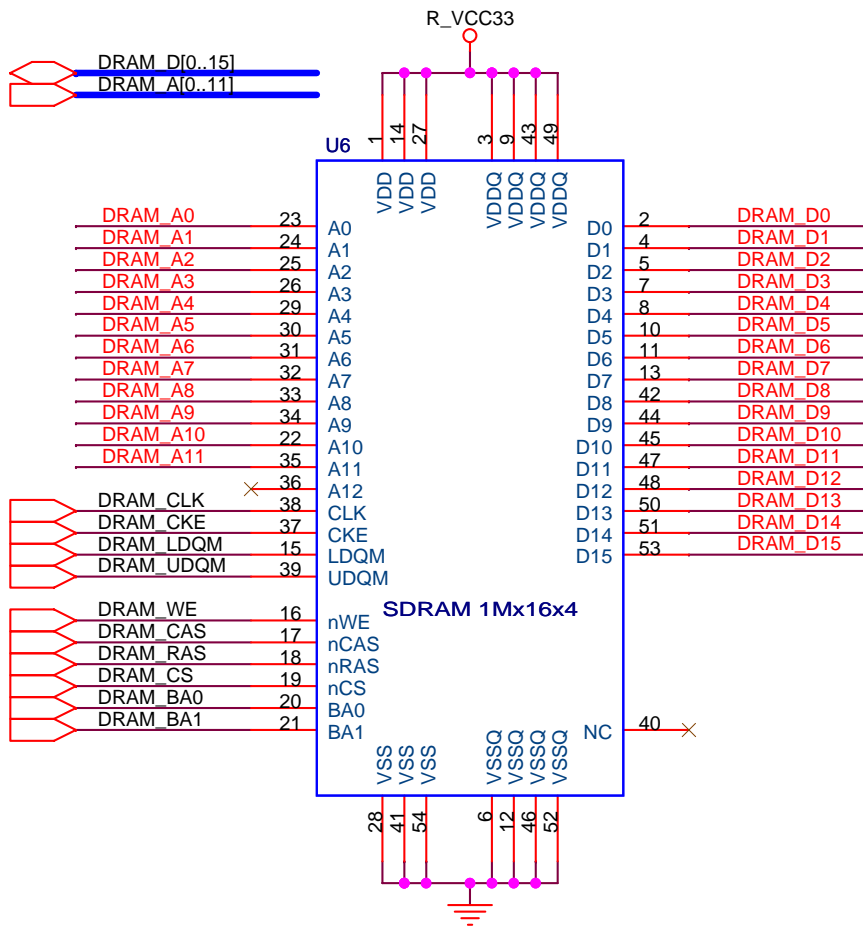 R_VCC33
DRAM_D[0..15]
DRAM_A[0..11]
U6
1 14 27 3 9 43 49
VDD VDD VDD VDDQ VDDQ VDDQ VDDQ
DRAM_A0 23 A0 D0 2 DRAM_D0
DRAM_A1 24 A1 D1 4 DRAM_D1
DRAM_A2 25 A2 D2 5 DRAM_D2
DRAM_A3 26 A3 D3 7 DRAM_D3
DRAM_A4 29 A4 D4 8 DRAM_D4
DRAM_A5 30 A5 D5 10 DRAM_D5
DRAM_A6 31 A6 D6 11 DRAM_D6
DRAM_A7 32 A7 D7 13 DRAM_D7
DRAM_A8 33 A8 D8 42 DRAM_D8
DRAM_A9 34 A9 D9 44 DRAM_D9
DRAM_A10 22 A10 D10 45 DRAM_D10
DRAM_A11 35 A11 D11 47 DRAM_D11
36 A12 D12 48 DRAM_D12
DRAM_CLK 38 CLK D13 50 DRAM_D13
DRAM_CKE 37 CKE D14 51 DRAM_D14
DRAM_LDQM 15 LDQM D15 53 DRAM_D15
DRAM_UDQM 39 UDQM
SDRAM 1Mx16x4
DRAM_WE 16 nWE
DRAM_CAS 17 nCAS
DRAM_RAS 18 nRAS
DRAM_CS 19 nCS
DRAM_BA0 20 BA0
DRAM_BA1 21 BA1 NC 40
VSS VSS VSS VSSQ VSSQ VSSQ VSSQ
28 41 54 6 12 46 52